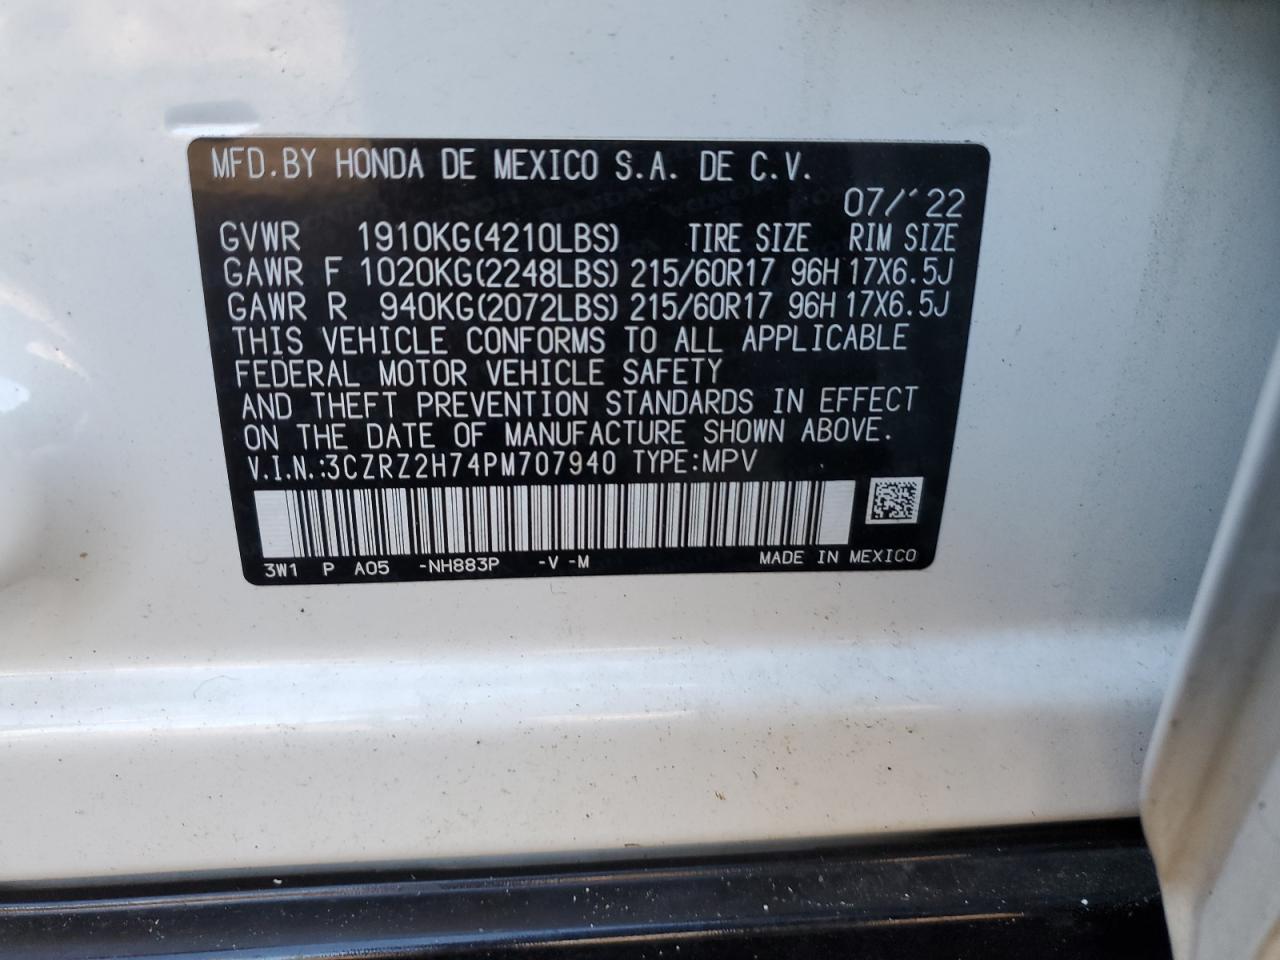 MFD.BY HONDA DE MEXICO S.A. DE C.V.
07/'22
GVWR 1910KG(4210LBS) TIRE SIZE RIM SIZE
GAWR F 1020KG(2248LBS) 215/60R17 96H 17X6.5J
GAWR R 940KG(2072LBS) 215/60R17 96H 17X6.5J
THIS VEHICLE CONFORMS TO ALL APPLICABLE
FEDERAL MOTOR VEHICLE SAFETY
AND THEFT PREVENTION STANDARDS IN EFFECT
ON THE DATE OF MANUFACTURE SHOWN ABOVE.
V.I.N.:3CZRZ2H74PM707940 TYPE:MPV
3W1 P A05 -NH883P -V -M MADE IN MEXICO